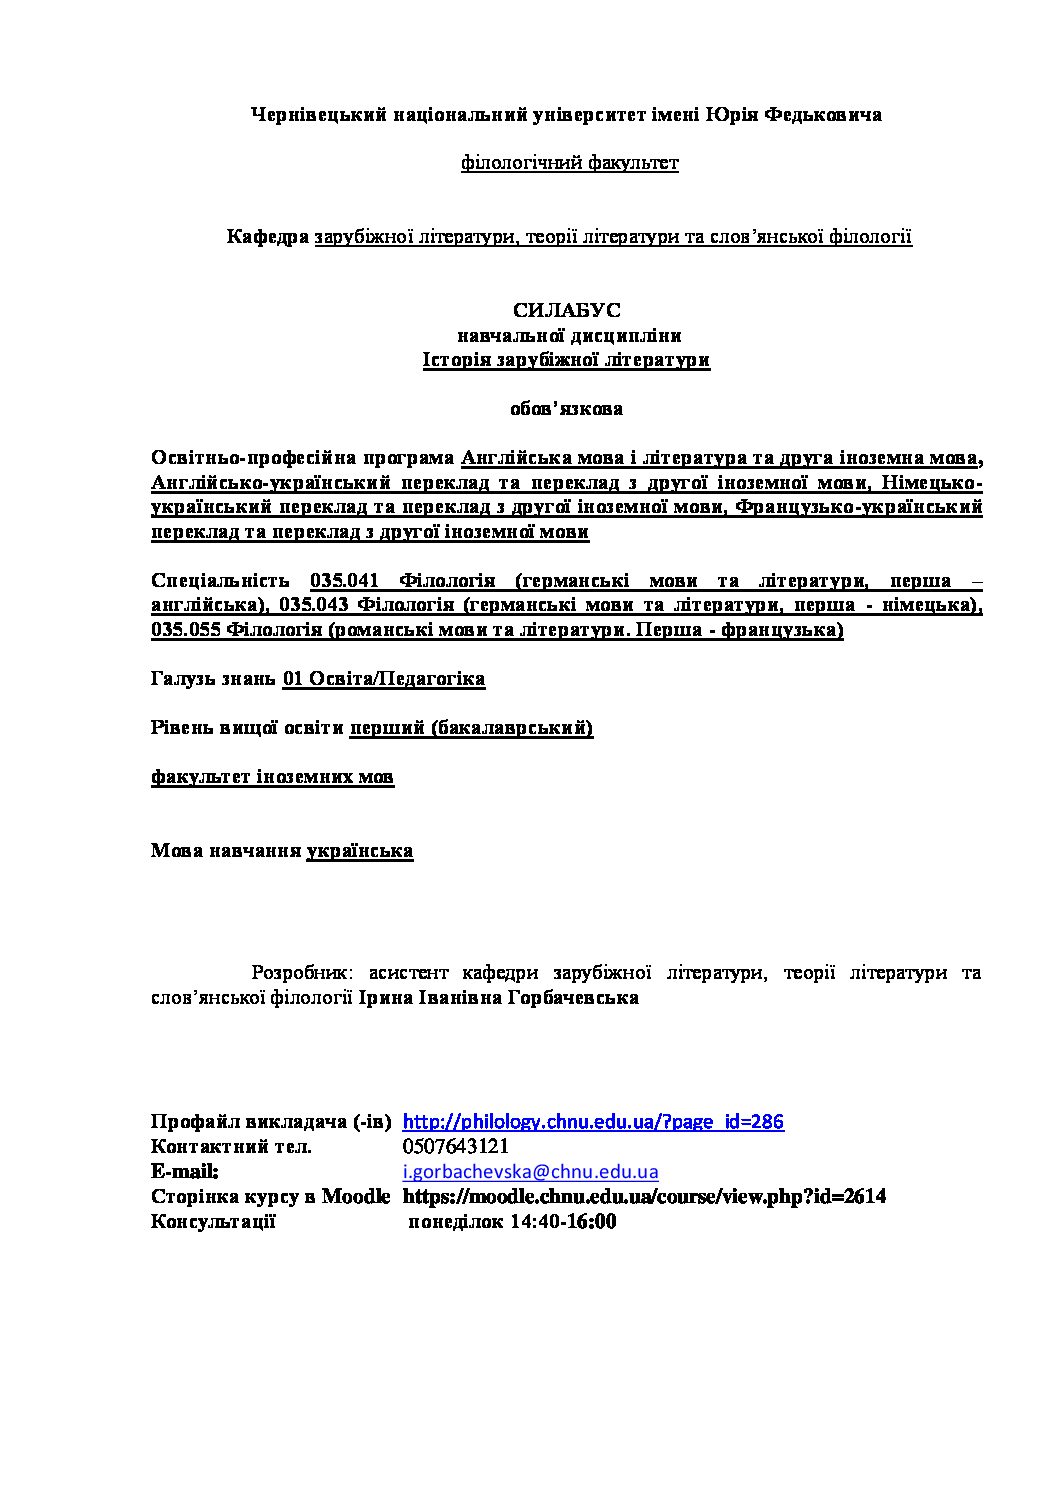 Чернівецький національний університет імені Юрія Федьковича
філологічний факультет
Кафедра зарубіжної літератури, теорії літератури та слов’янської філології
СИЛАБУС
навчальної дисципліни
Історія зарубіжної літератури
обов’язкова
Освітньо-професійна програма Англійська мова і література та друга іноземна мова,
Англійсько-український переклад та переклад з другої іноземної мови, Німецько-
український переклад та переклад з другої іноземної мови, Французько-український
переклад та переклад з другої іноземної мови
Спеціальність 035.041 Філологія (германські мови та літератури, перша –
англійська), 035.043 Філологія (германські мови та літератури, перша - німецька),
035.055 Філологія (романські мови та літератури. Перша - французька)
Галузь знань 01 Освіта/Педагогіка
Рівень вищої освіти перший (бакалаврський)
факультет іноземних мов
Мова навчання українська
Розробник: асистент кафедри зарубіжної літератури, теорії літератури та
слов’янської філології Ірина Іванівна Горбачевська
Профайл викладача (-ів) http://philology.chnu.edu.ua/?page_id=286
Контактний тел. 0507643121
E-mail: i.gorbachevska@chnu.edu.ua
Сторінка курсу в Moodle https://moodle.chnu.edu.ua/course/view.php?id=2614
Консультації понеділок 14:40-16:00